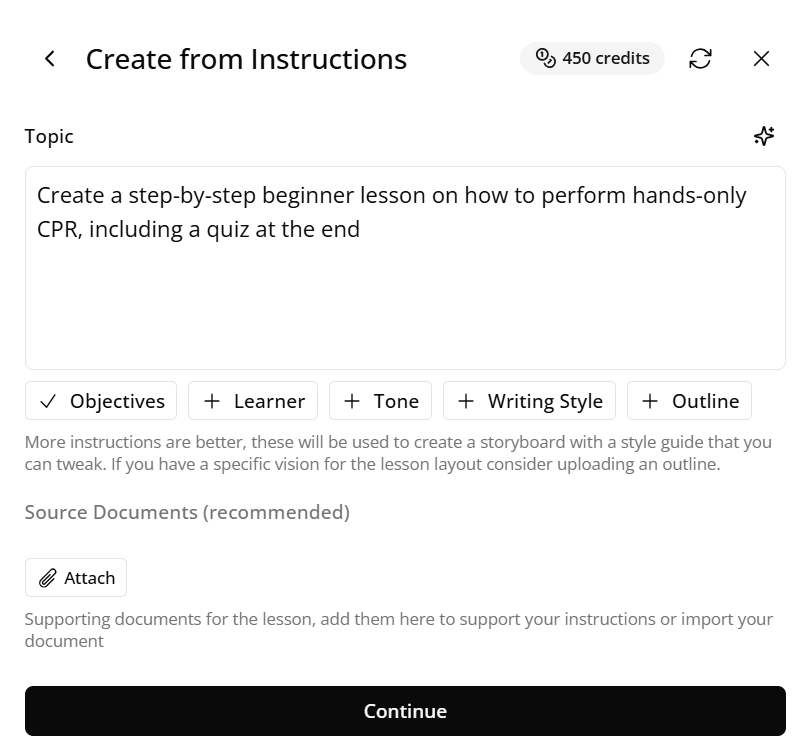 Create from Instructions
450 credits
Topic
Create a step-by-step beginner lesson on how to perform hands-only
CPR, including a quiz at the end
Objectives
Learner
Tone
Writing Style
Outline
More instructions are better, these will be used to create a storyboard with a style guide that you
can tweak. If you have a specific vision for the lesson layout consider uploading an outline.
Source Documents (recommended)
Attach
Supporting documents for the lesson, add them here to support your instructions or import your
document
Continue